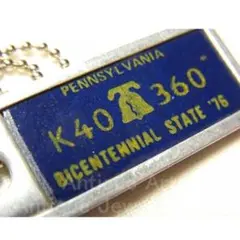 PENNSYLVANIA
K40 360
BICENTENNIAL STATE '76